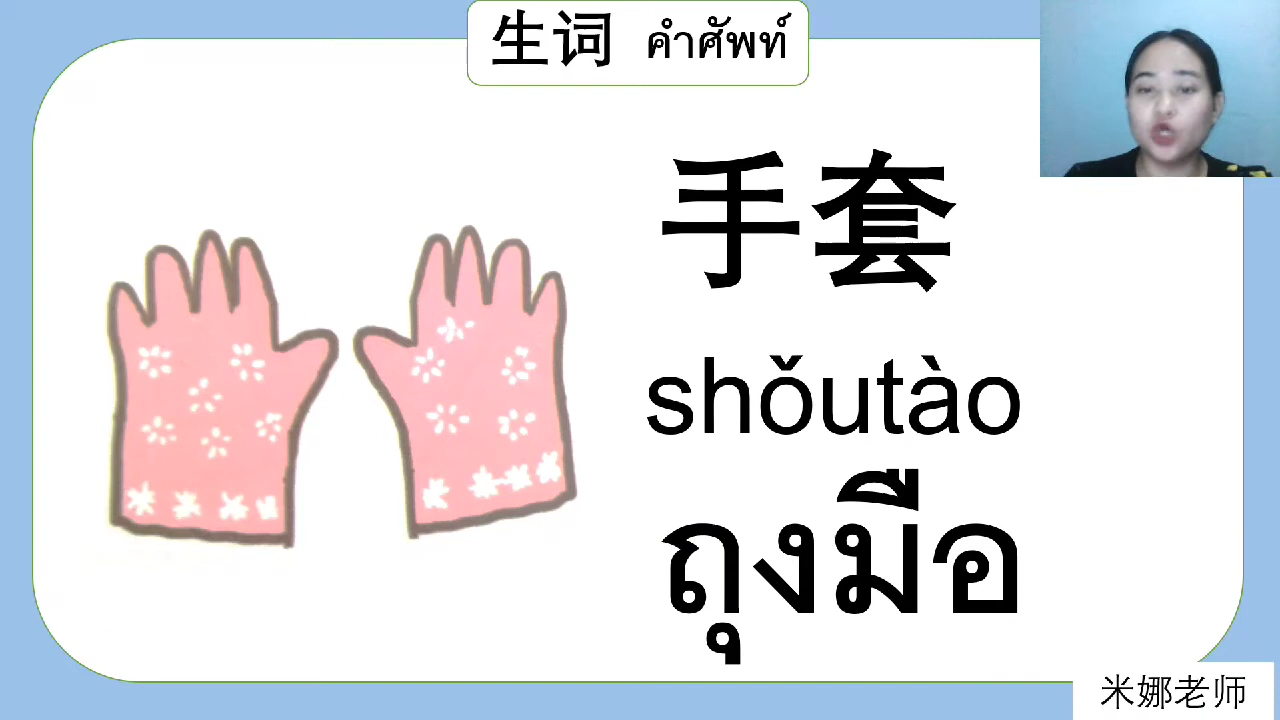 生词 คำศัพท์
手套
shǒutào
ถุงมือ
米娜老师